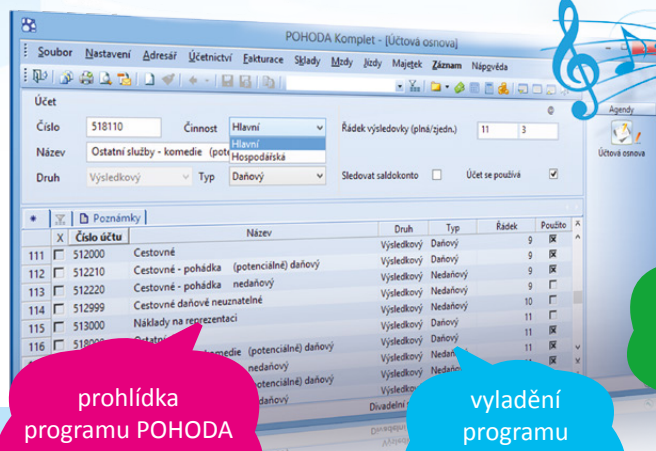 POHODA Komplet - [Účtová osnova]
Soubor Nastavení Adresář Účetnictví Fakturace Sklady Mzdy Jízdy Majetek Záznam Nápověda
Účet
Číslo 518110 Činnost Hlavní Řádek výsledovky (plná/zjedn.) 11 3
Hlavní
Hospodářská
Název Ostatní služby - komedie
Druh Výsledkový Typ Daňový Sledovat saldokonto Účet se používá
Agendy
Účtová osnova
Poznámky
X Číslo účtu Název Druh Typ Řádek Použito
111 512000 Cestovné Výsledkový Daňový 9
112 512210 Cestovné - pohádka (potenciálně) daňový Výsledkový Daňový 9
113 512220 Cestovné - pohádka nedaňový Výsledkový Nedaňový 9
114 512999 Cestovné daňově neuznatelné Výsledkový Nedaňový 9
115 513000 Náklady na reprezentaci Výsledkový Nedaňový 10
116 Výsledkový Daňový 11
(potenciálně) daňový Výsledkový Daňový 11
nedaňový Výsledkový 11
daňový
prohlídka
programu POHODA
vyladění
programu